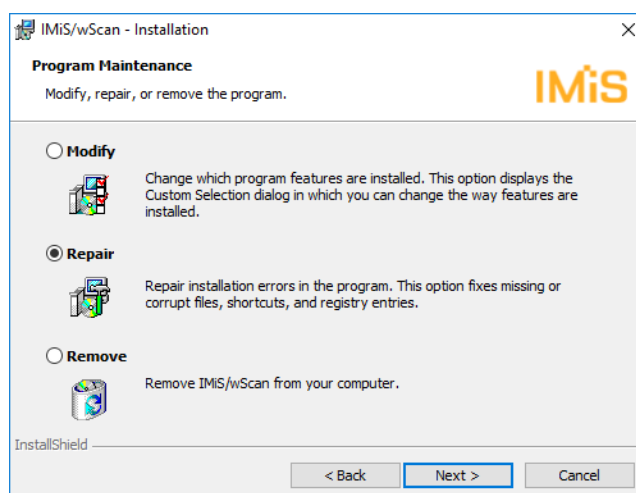 IMiS/wScan - Installation
Program Maintenance
Modify, repair, or remove the program.
IMiS
Modify
Change which program features are installed. This option displays the
Custom Selection dialog in which you can change the way features are
installed.
Repair
Repair installation errors in the program. This option fixes missing or
corrupt files, shortcuts, and registry entries.
Remove
Remove IMiS/wScan from your computer.
InstallShield
< Back
Next >
Cancel